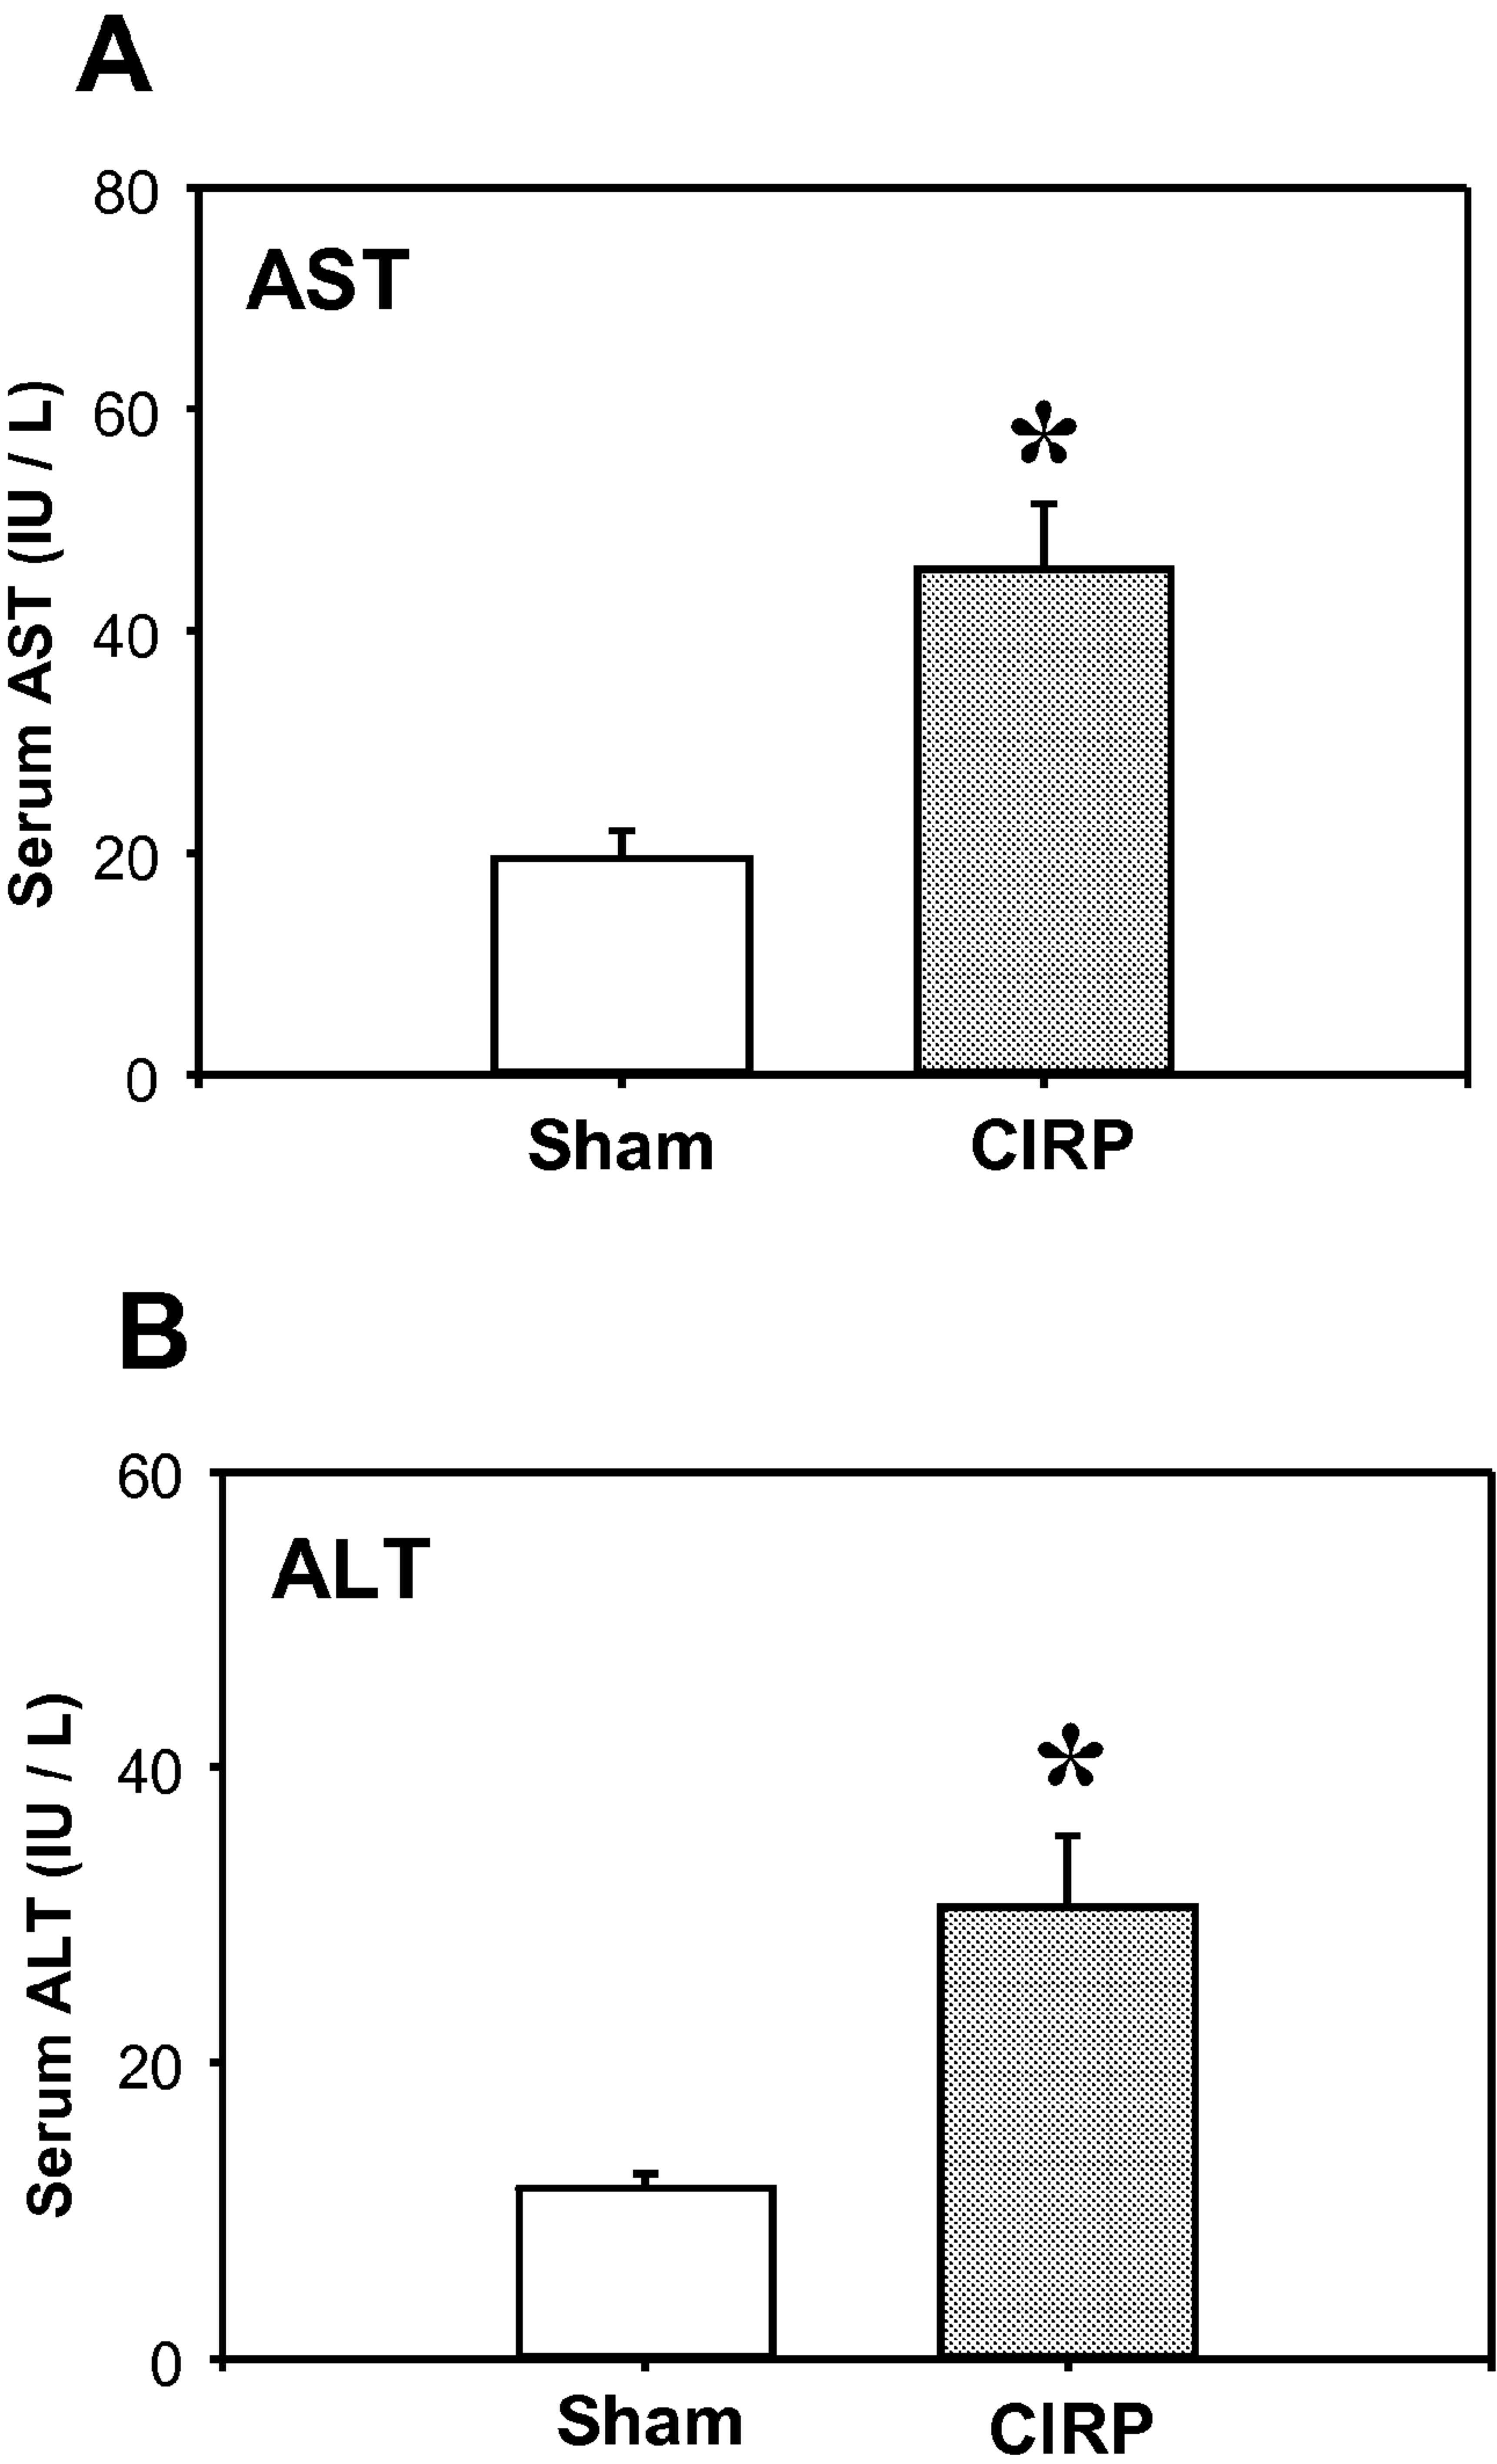 A
80
AST
60
*
40
20
0
Serum AST (IU / L)
Sham CIRP
B
60
ALT
40
*
20
0
Serum ALT (IU / L)
Sham CIRP